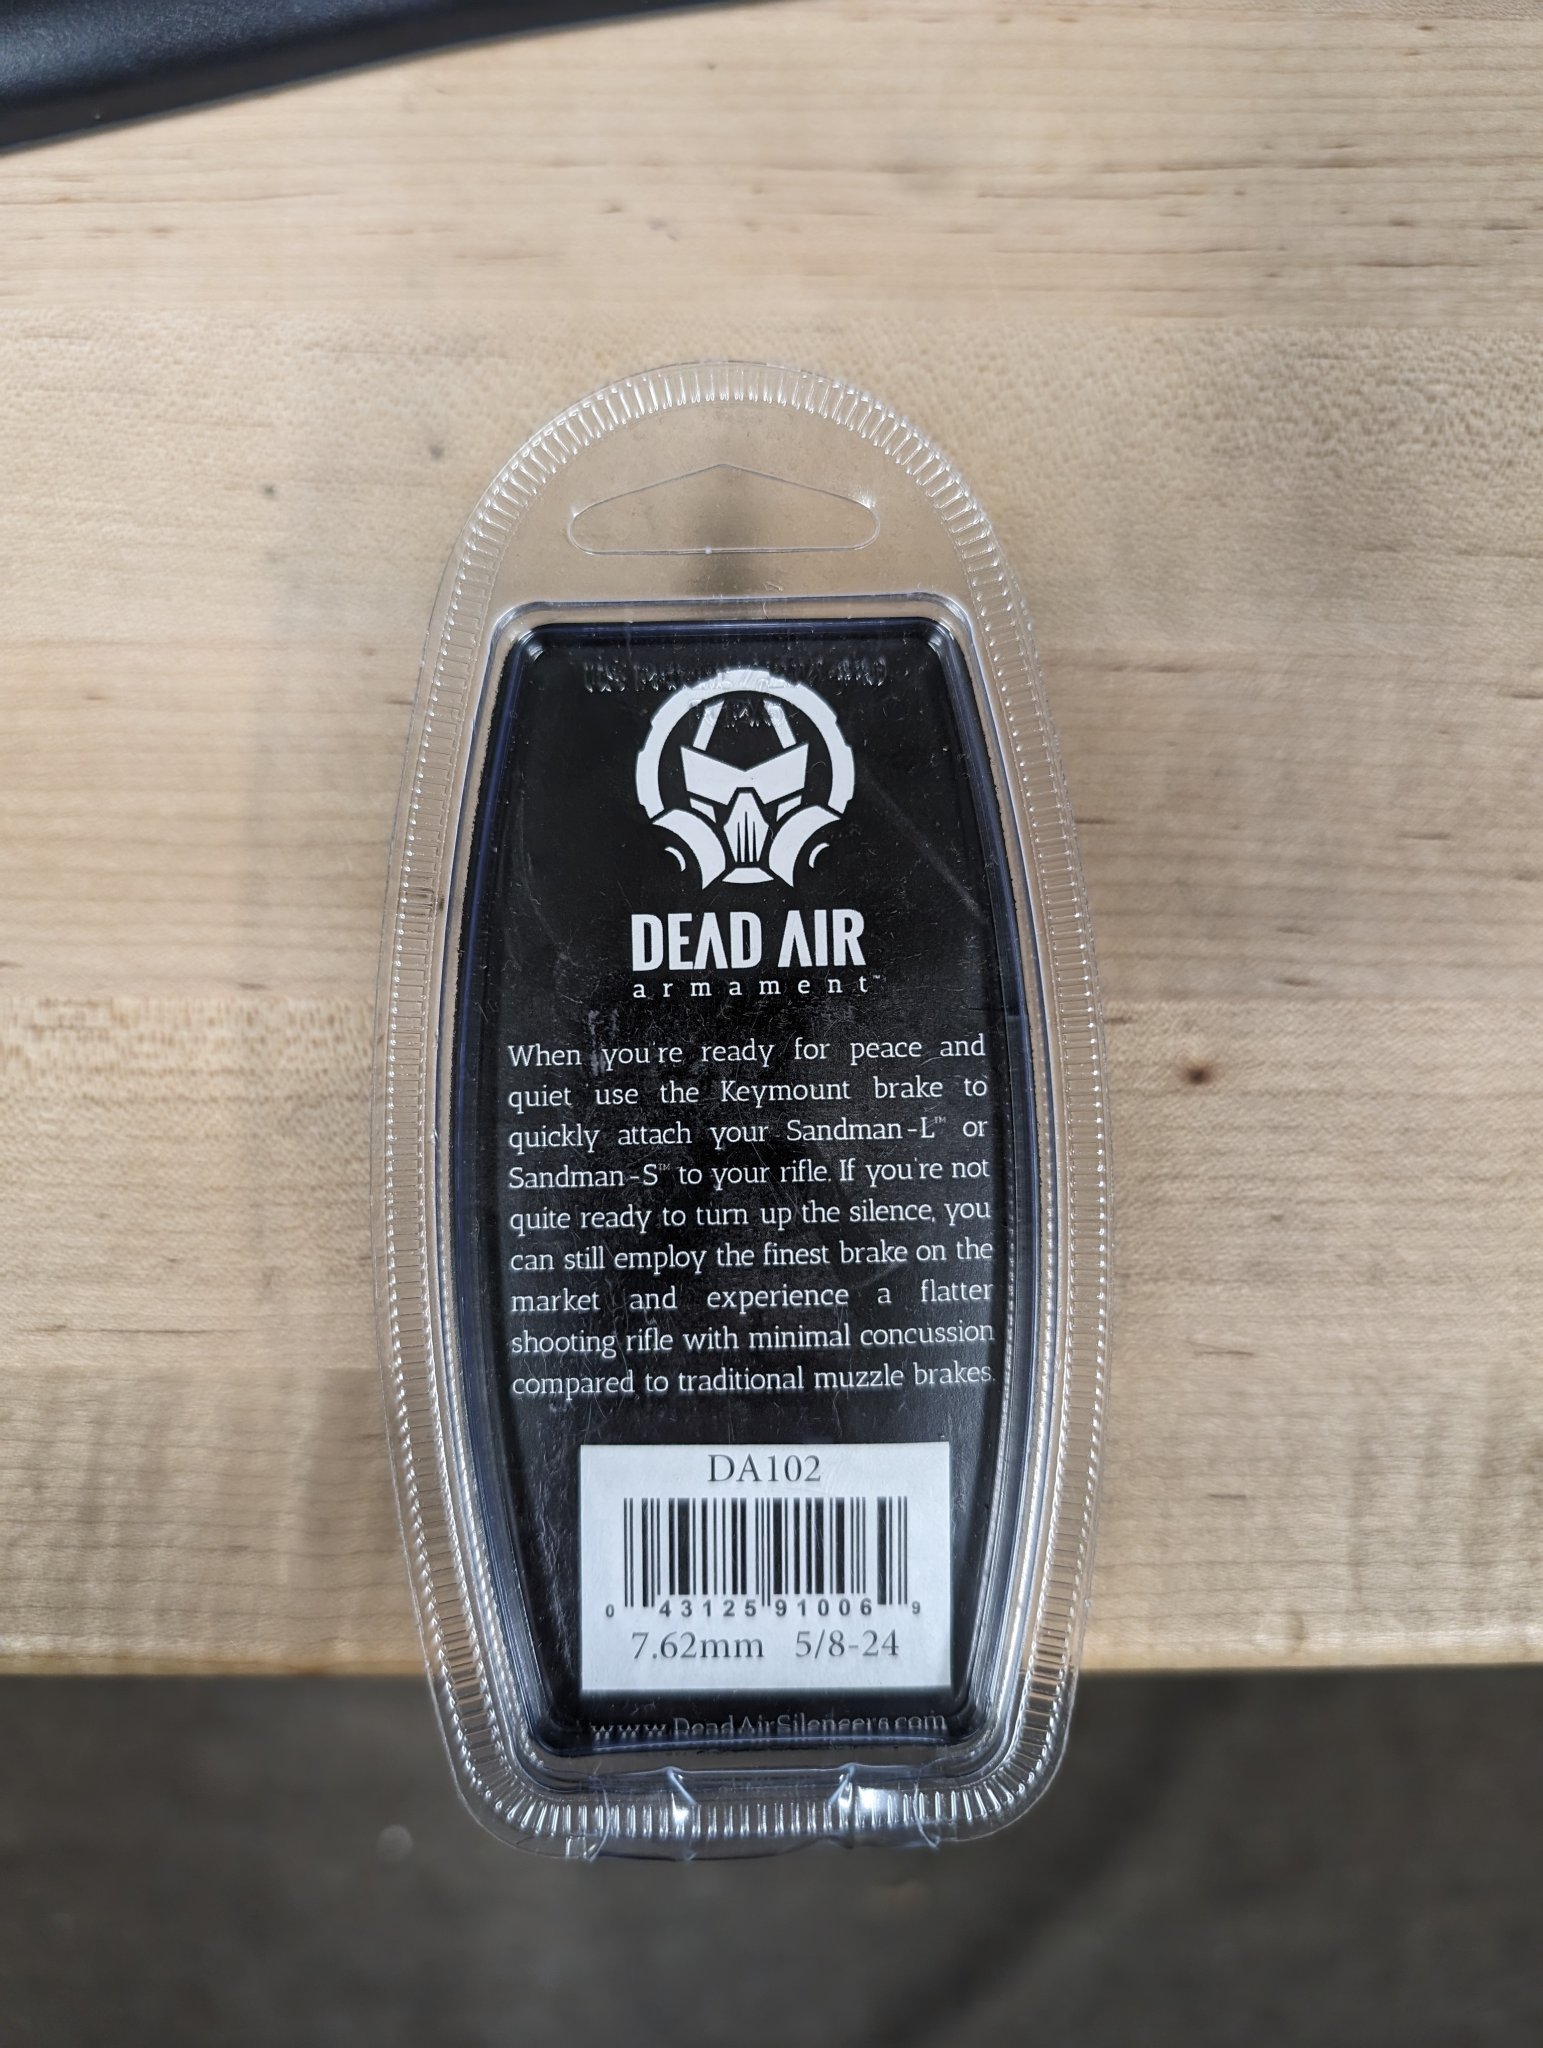 DEAD AIR
armament™
When you're ready for peace and
quiet use the Keymount brake to
quickly attach your Sandman-L™ or
Sandman-S™ to your rifle. If you're not
quite ready to turn up the silence, you
can still employ the finest brake on the
market and experience a flatter
shooting rifle with minimal concussion
compared to traditional muzzle brakes.
DA102
0 43125 91006 9
7.62mm 5/8-24
www.DeadAirSilencers.com